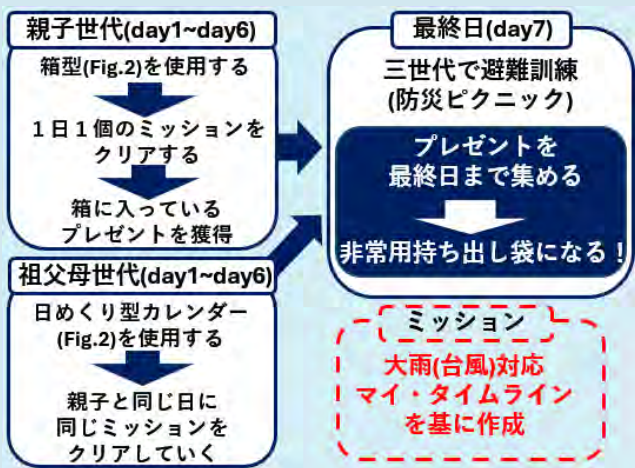 親子世代(day1~day6)
箱型(Fig.2)を使用する
1日1個のミッションを
クリアする
箱に入っている
プレゼントを獲得
祖父母世代(day1~day6)
日めくり型カレンダー
(Fig.2)を使用する
親子と同じ日に
同じミッションを
クリアしていく
最終日(day7)
三世代で避難訓練
(防災ピクニック)
プレゼントを
最終日まで集める
非常用持ち出し袋になる！
ミッション
大雨(台風)対応
マイ・タイムライン
を基に作成